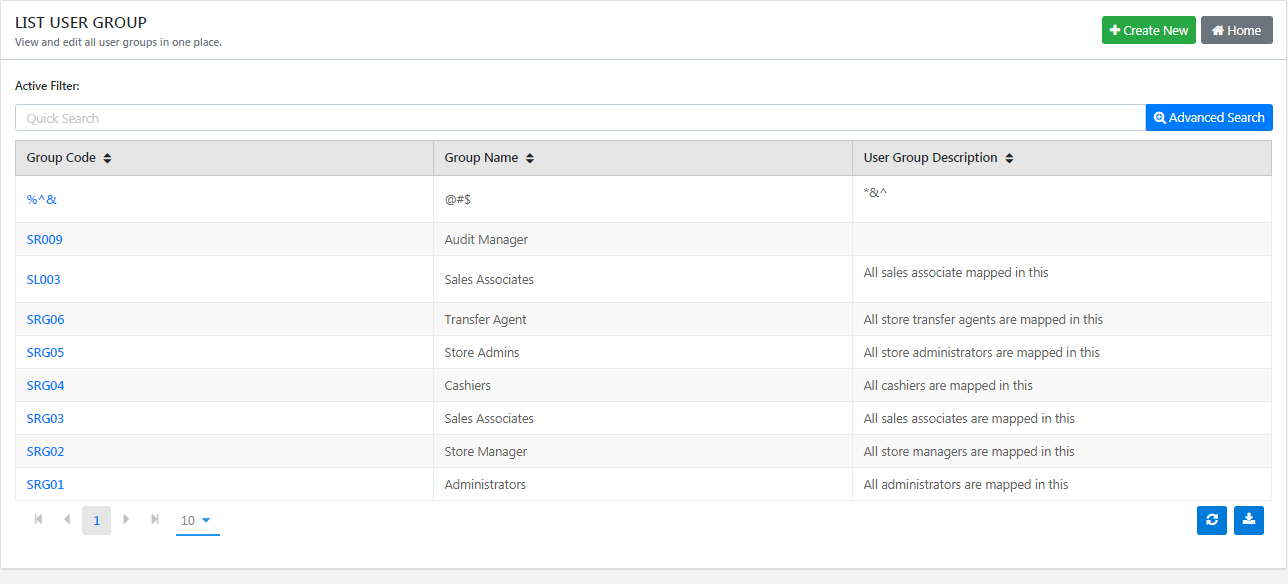 LIST USER GROUP
View and edit all user groups in one place.
Create New Home
Active Filter:
Quick Search Advanced Search
Group Code Group Name User Group Description
%^& @#$ *&^
SR009 Audit Manager
SL003 Sales Associates All sales associate mapped in this
SRG06 Transfer Agent All store transfer agents are mapped in this
SRG05 Store Admins All store administrators are mapped in this
SRG04 Cashiers All cashiers are mapped in this
SRG03 Sales Associates All sales associates are mapped in this
SRG02 Store Manager All store managers are mapped in this
SRG01 Administrators All administrators are mapped in this
1 10